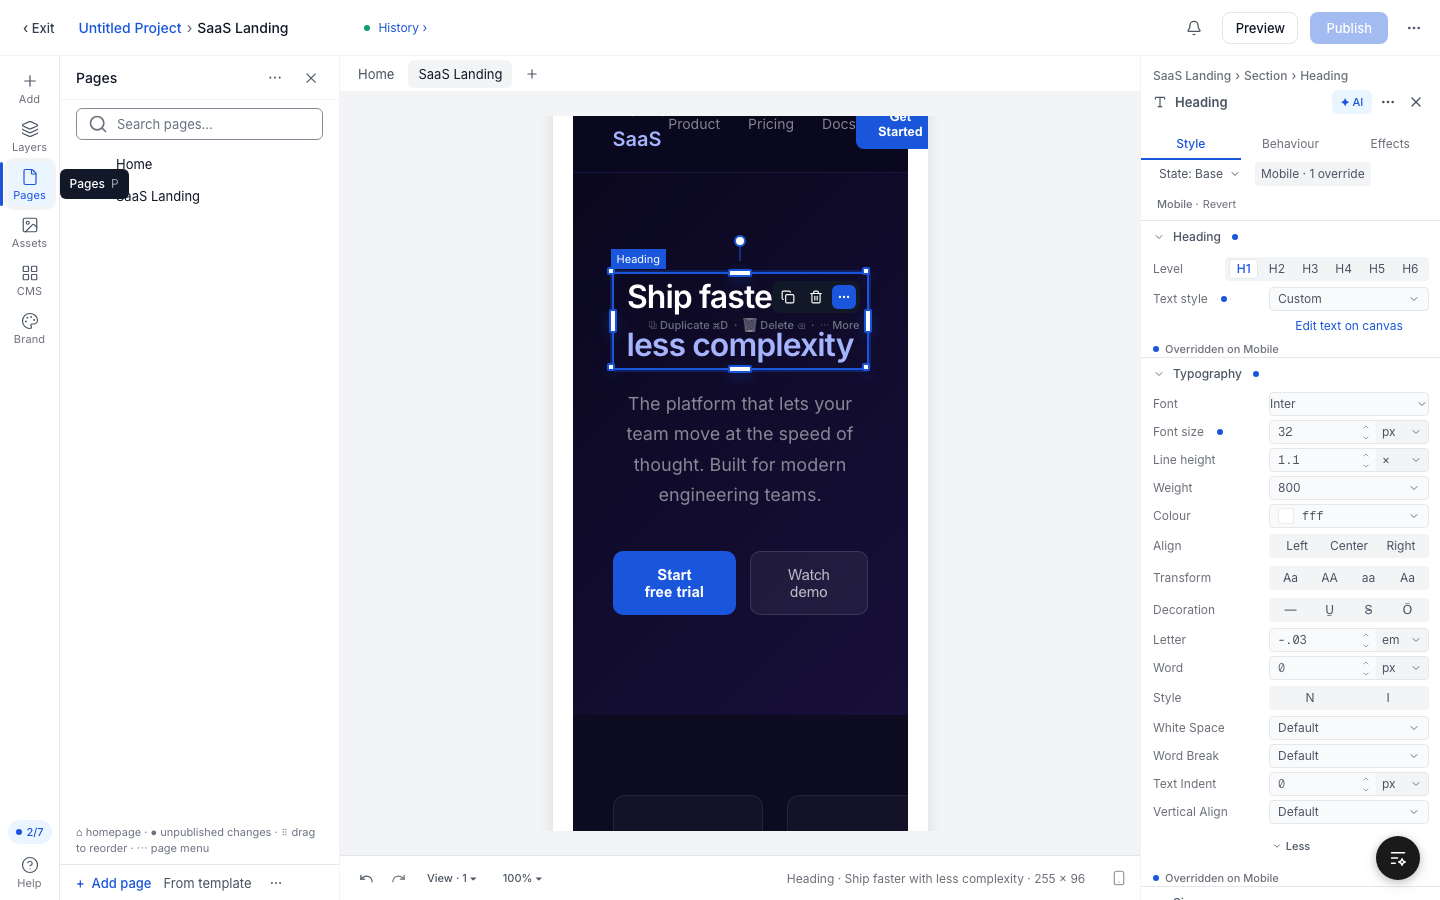 ‹ Exit
Untitled Project › SaaS Landing
History ›
Preview
Publish
Add
Layers
Pages
Assets
CMS
Brand
2/7
Help
Pages
Search pages...
Home
SaaS Landing
Pages P
⌂ homepage · ● unpublished changes · ⠿ drag
to reorder · ··· page menu
+ Add page
From template
Home
SaaS Landing
SaaS
Product
Pricing
Docs
Get
Started
Heading
Ship faste
Duplicate ⌘D · Delete ⌫ · ··· More
less complexity
The platform that lets your
team move at the speed of
thought. Built for modern
engineering teams.
Start
free trial
Watch
demo
View · 1
100%
Heading · Ship faster with less complexity · 255 × 96
SaaS Landing › Section › Heading
Heading
AI
Style
Behaviour
Effects
State: Base
Mobile · 1 override
Mobile · Revert
Heading
Level
H1
H2
H3
H4
H5
H6
Text style
Custom
Edit text on canvas
Overridden on Mobile
Typography
Font
Inter
Font size
32
px
Line height
1.1
×
Weight
800
Colour
fff
Align
Left
Center
Right
Transform
Aa
AA
aa
Aa
Decoration
—
U
S
Ō
Letter
-.03
em
Word
0
px
Style
N
I
White Space
Default
Word Break
Default
Text Indent
0
px
Vertical Align
Default
Less
Overridden on Mobile